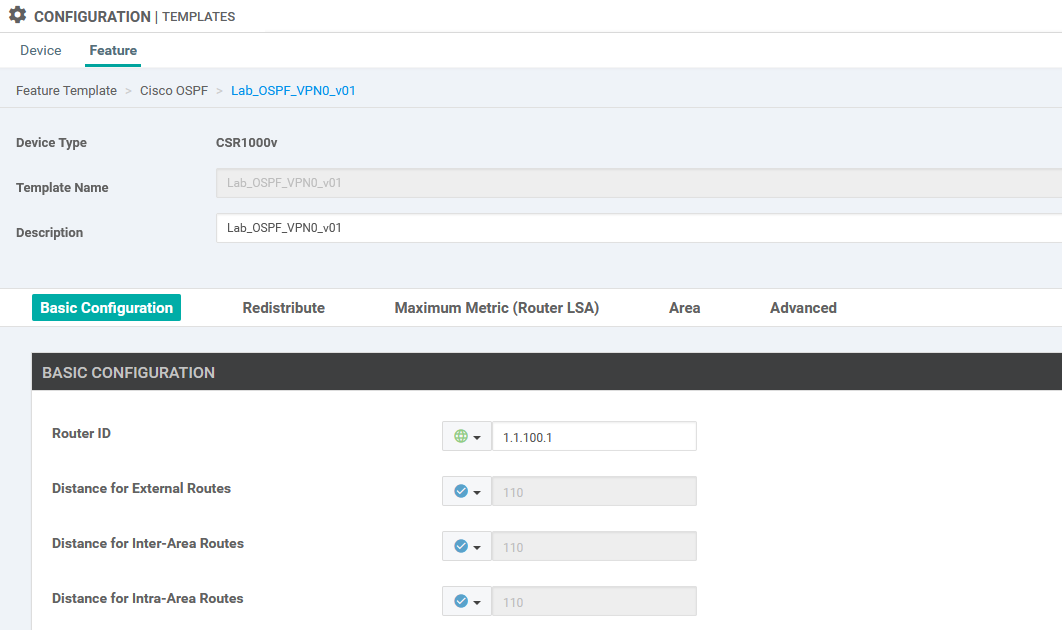 CONFIGURATION | TEMPLATES
Device Feature
Feature Template > Cisco OSPF > Lab_OSPF_VPN0_v01
Device Type CSR1000v
Template Name Lab_OSPF_VPN0_v01
Description Lab_OSPF_VPN0_v01
Basic Configuration Redistribute Maximum Metric (Router LSA) Area Advanced
BASIC CONFIGURATION
Router ID 1.1.100.1
Distance for External Routes 110
Distance for Inter-Area Routes 110
Distance for Intra-Area Routes 110